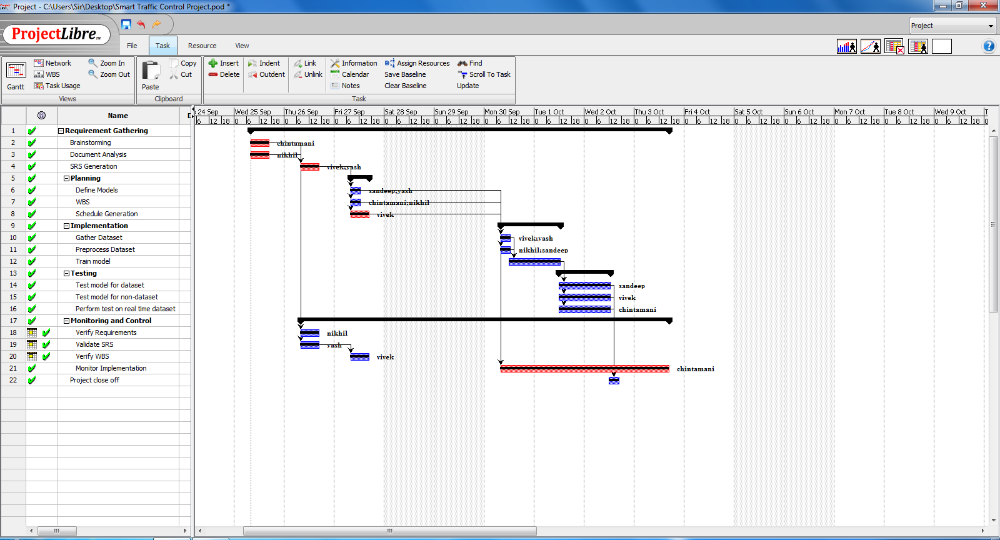 Project - C:\Users\Sir\Desktop\Smart Traffic Control Project.pod *
ProjectLibre™
Project
File Task Resource View
Gantt
Network
WBS
Task Usage
Zoom In
Zoom Out
Views
Paste
Copy
Cut
Clipboard
Insert
Delete
Indent
Outdent
Link
Unlink
Information
Calendar
Notes
Assign Resources
Save Baseline
Clear Baseline
Find
Scroll To Task
Update
Task
Name
24 Sep Wed 25 Sep Thu 26 Sep Fri 27 Sep Sat 28 Sep Sun 29 Sep Mon 30 Sep Tue 1 Oct Wed 2 Oct Thu 3 Oct Fri 4 Oct Sat 5 Oct Sun 6 Oct Mon 7 Oct Tue 8 Oct Wed 9 Oct T
6 12 18 0 6 12 18 0 6 12 18 0 6 12 18 0 6 12 18 0 6 12 18 0 6 12 18 0 6 12 18 0 6 12 18 0 6 12 18 0 6 12 18 0 6 12 18 0 6 12 18 0 6 12 18 0 6 12 18 0 6 12 18 0
1 Requirement Gathering
2 Brainstorming chintamani
3 Document Analysis nikhil
4 SRS Generation vivek;yash
5 Planning
6 Define Models sandeep;yash
7 WBS chintamani;nikhil
8 Schedule Generation vivek
9 Implementation
10 Gather Dataset vivek;yash
11 Preprocess Dataset nikhil;sandeep
12 Train model
13 Testing
14 Test model for dataset sandeep
15 Test model for non-dataset vivek
16 Perform test on real time dataset chintamani
17 Monitoring and Control
18 Verify Requirements nikhil
19 Validate SRS yash
20 Verify WBS vivek
21 Monitor Implementation chintamani
22 Project close off